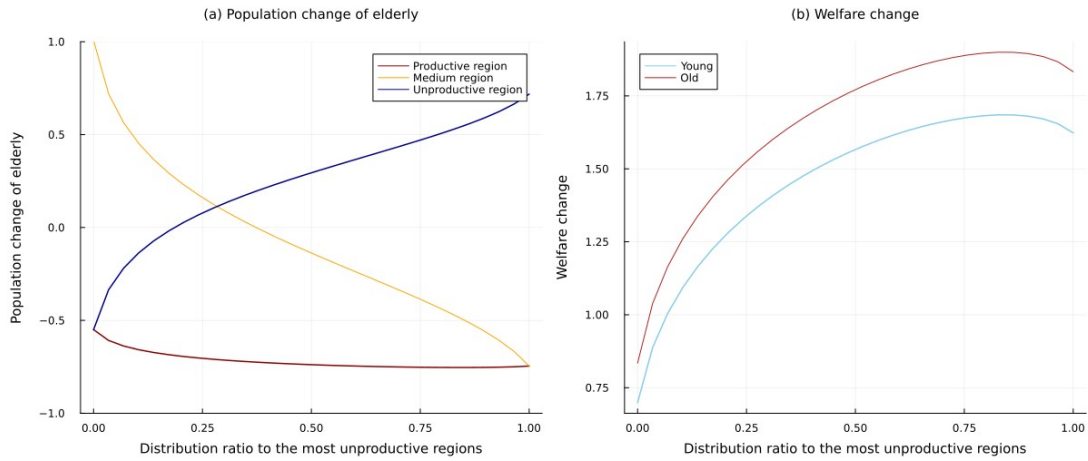 (a) Population change of elderly
1.0
0.5
0.0
−0.5
−1.0
Population change of elderly
Productive region
Medium region
Unproductive region
0.00
0.25
0.50
0.75
1.00
Distribution ratio to the most unproductive regions
(b) Welfare change
1.75
1.50
1.25
1.00
0.75
Welfare change
Young
Old
0.00
0.25
0.50
0.75
1.00
Distribution ratio to the most unproductive regions